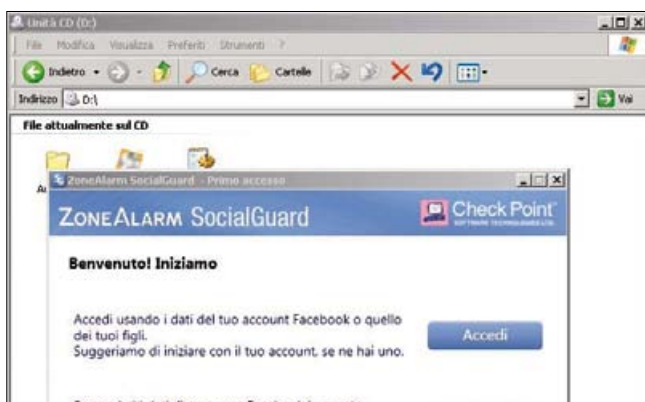 Unità CD (D:)
File Modifica Visualizza Preferiti Strumenti ?
Indietro Cerca Cartelle
Indirizzo D:\ Vai
File attualmente sul CD
ZoneAlarm SocialGuard - Primo accesso
ZONEALARM SocialGuard
Check Point
SOFTWARE TECHNOLOGIES LTD.
Benvenuto! Iniziamo
Accedi usando i dati del tuo account Facebook o quello
dei tuoi figli.
Suggeriamo di iniziare con il tuo account, se ne hai uno.
Accedi